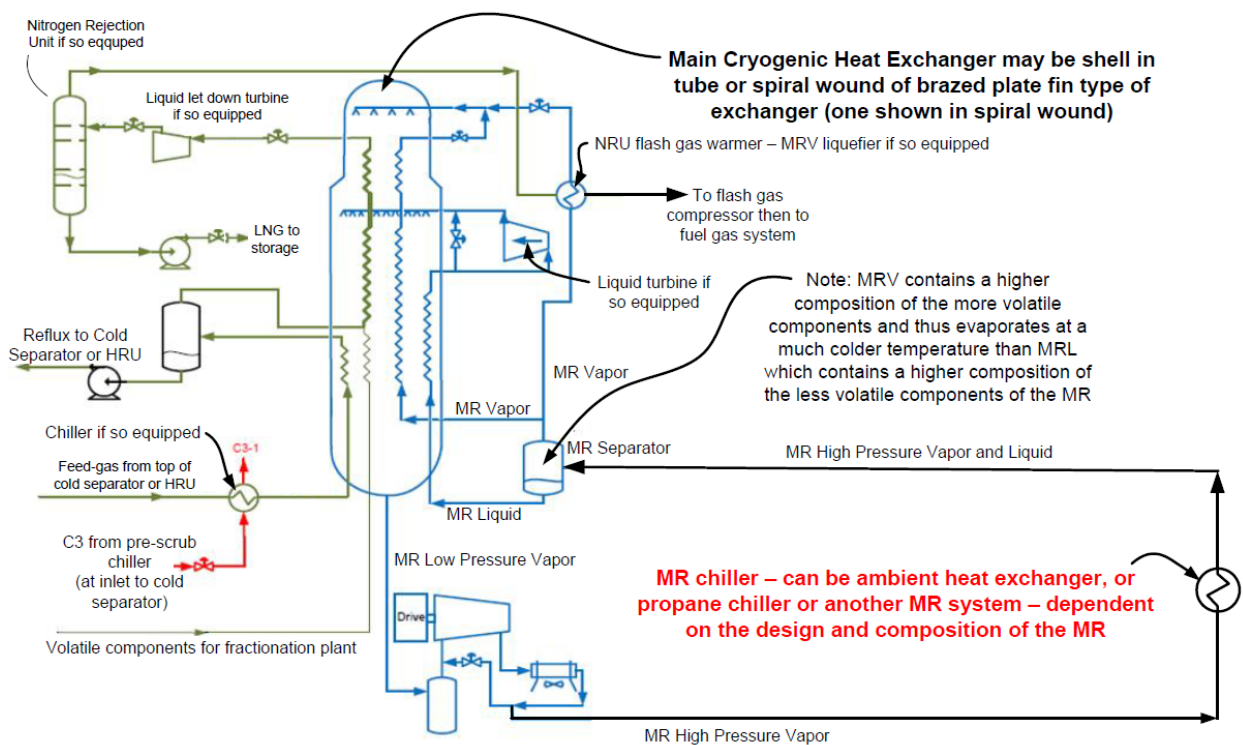 Nitrogen Rejection
Unit if so eqquped
Liquid let down turbine
if so equipped
LNG to
storage
Reflux to Cold
Separator or HRU
Chiller if so equipped
C3-1
Feed-gas from top of
cold separator or HRU
C3 from pre-scrub
chiller
(at inlet to cold
separator)
Volatile components for fractionation plant
Main Cryogenic Heat Exchanger may be shell in
tube or spiral wound of brazed plate fin type of
exchanger (one shown in spiral wound)
NRU flash gas warmer – MRV liquefier if so equipped
To flash gas
compressor then to
fuel gas system
Liquid turbine if
so equipped
Note: MRV contains a higher
composition of the more volatile
components and thus evaporates at a
much colder temperature than MRL
which contains a higher composition of
the less volatile components of the MR
MR Vapor
MR Vapor
MR Separator
MR High Pressure Vapor and Liquid
MR Liquid
MR Low Pressure Vapor
Drive
MR chiller – can be ambient heat exchanger, or
propane chiller or another MR system – dependent
on the design and composition of the MR
MR High Pressure Vapor